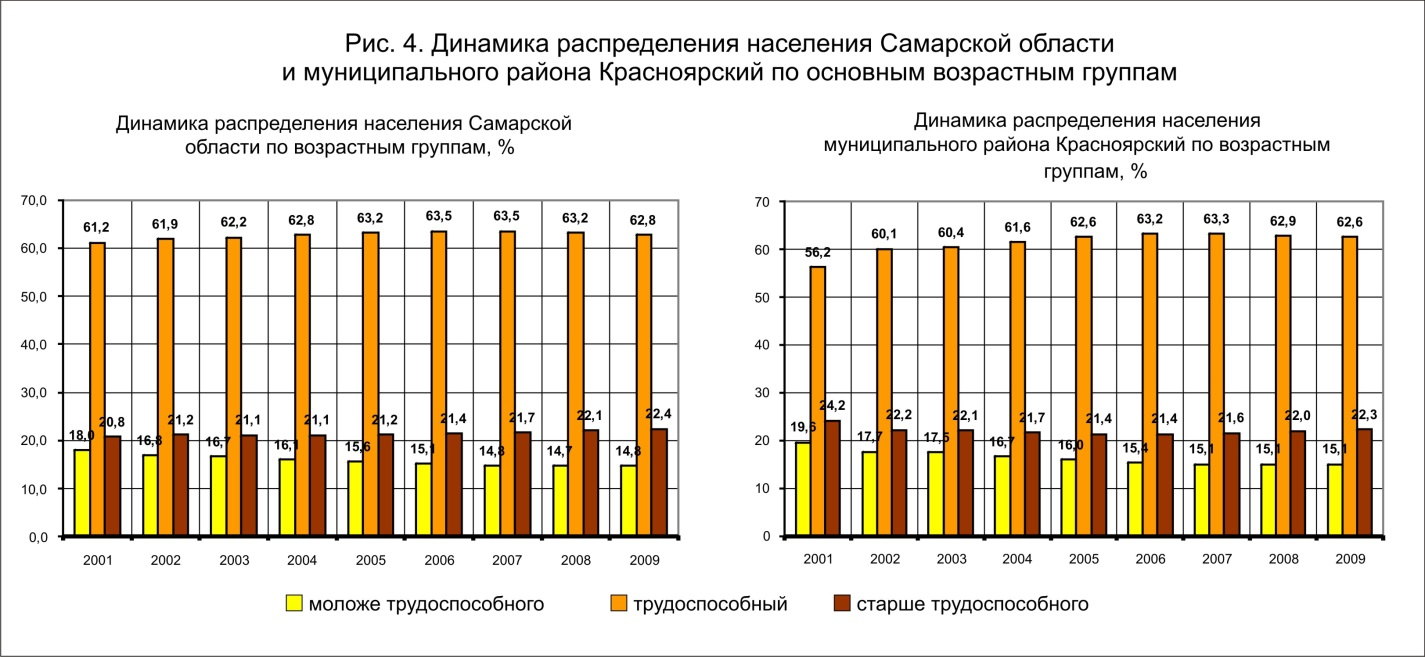 Рис. 4. Динамика распределения населения Самарской области
и муниципального района Красноярский по основным возрастным группам
Динамика распределения населения Самарской
области по возрастным группам, %
70,0
60,0
50,0
40,0
30,0
20,0
10,0
0,0
61,2 61,9 62,2 62,8 63,2 63,5 63,5 63,2 62,8
18,0 16,8 16,7 16,1 15,6 15,1 14,8 14,7 14,8
20,8 21,2 21,1 21,1 21,2 21,4 21,7 22,1 22,4
2001 2002 2003 2004 2005 2006 2007 2008 2009
Динамика распределения населения
муниципального района Красноярский по возрастным
группам, %
70
60
50
40
30
20
10
0
56,2 60,1 60,4 61,6 62,6 63,2 63,3 62,9 62,6
19,6 17,7 17,5 16,7 16,0 15,4 15,1 15,1 15,1
24,2 22,2 22,1 21,7 21,4 21,4 21,6 22,0 22,3
2001 2002 2003 2004 2005 2006 2007 2008 2009
моложе трудоспособного трудоспособный старше трудоспособного